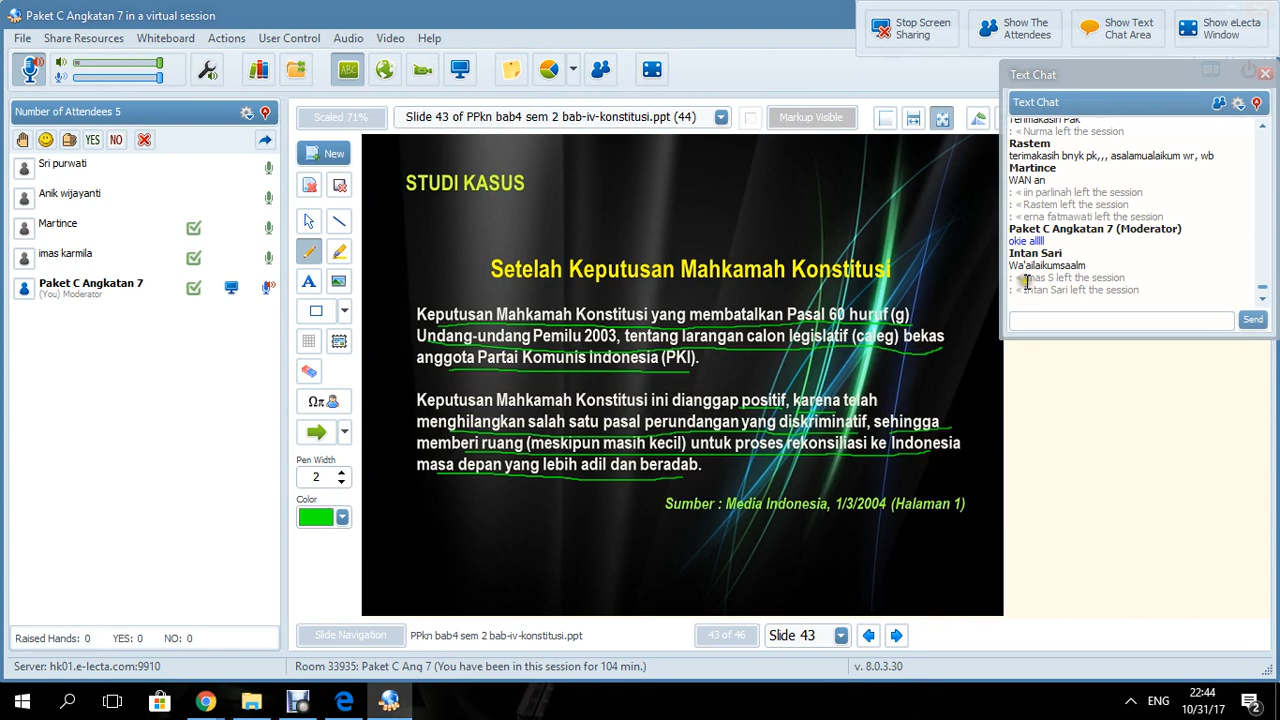 Paket C Angkatan 7 in a virtual session
File Share Resources Whiteboard Actions User Control Audio Video Help
Stop Screen Sharing
Show The Attendees
Show Text Chat Area
Show eLecta Window
ABC
Number of Attendees 5
YES NO
Sri purwati
Anik wijayanti
Martince
imas karmila
Paket C Angkatan 7
(You) Moderator
Raised Hands: 0 YES: 0 NO: 0
Scaled 71%
Slide 43 of PPkn bab4 sem 2 bab-iv-konstitusi.ppt (44)
Markup Visible
New
A
Ωπ
Pen Width
2
Color
STUDI KASUS
Setelah Keputusan Mahkamah Konstitusi
Keputusan Mahkamah Konstitusi yang membatalkan Pasal 60 huruf (g)
Undang-undang Pemilu 2003, tentang larangan calon legislatif (caleg) bekas
anggota Partai Komunis Indonesia (PKI).
Keputusan Mahkamah Konstitusi ini dianggap positif, karena telah
menghilangkan salah satu pasal perundangan yang diskriminatif, sehingga
memberi ruang (meskipun masih kecil) untuk proses rekonsiliasi ke Indonesia
masa depan yang lebih adil dan beradab.
Sumber : Media Indonesia, 1/3/2004 (Halaman 1)
Slide Navigation
PPkn bab4 sem 2 bab-iv-konstitusi.ppt
43 of 46
Slide 43
Text Chat
Text Chat
Terimakasih Pak
: « Nurma left the session
Rastem
terimakasih bnyk pk,,, asalamualaikum wr, wb
Martince
WAN an
: « iin parlinah left the session
: « Rastem left the session
: « erna fatmawati left the session
Paket C Angkatan 7 (Moderator)
okie alllll
Intan Sari
Wa'ailaikumsaalm
S left the session
: « Intan Sari left the session
Send
Server: hk01.e-lecta.com:9910
Room 33935: Paket C Ang 7 (You have been in this session for 104 min.)
v. 8.0.3.30
ENG
22:44
10/31/17
2